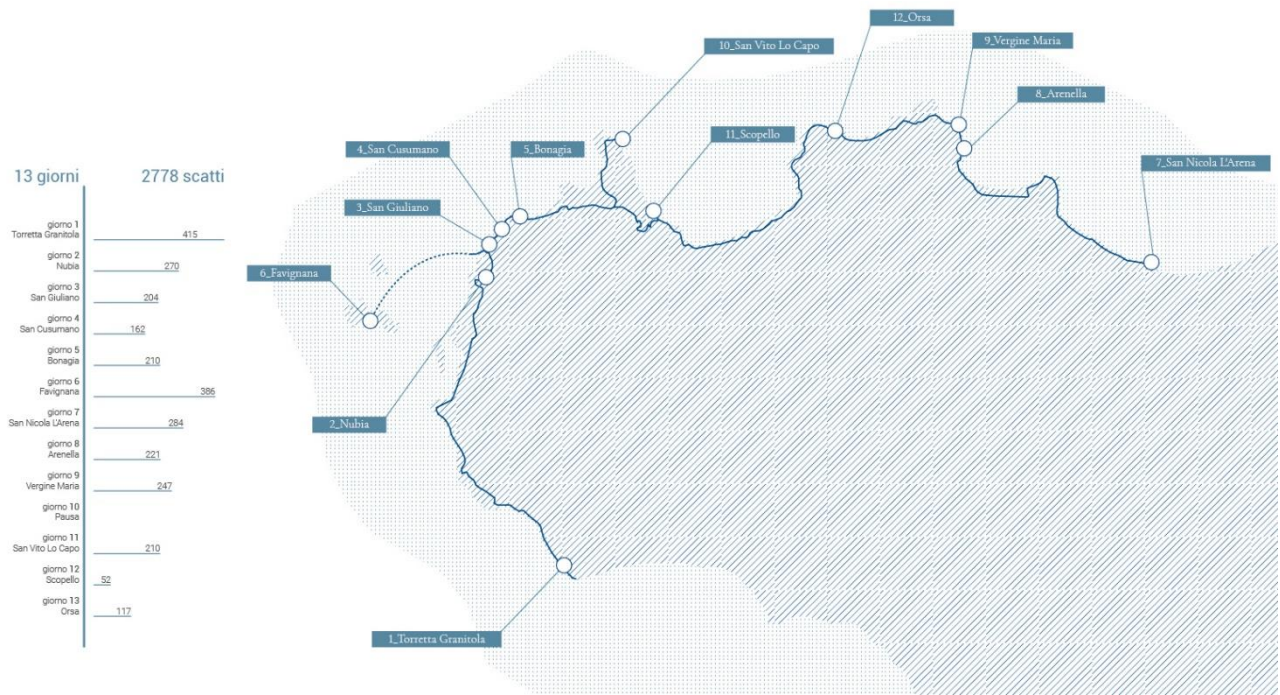 13 giorni
2778 scatti
giorno 1
Torretta Granitola
415
giorno 2
Nubia
270
giorno 3
San Giuliano
204
giorno 4
San Cusumano
162
giorno 5
Bonagia
210
giorno 6
Favignana
386
giorno 7
San Nicola L'Arena
284
giorno 8
Arenella
221
giorno 9
Vergine Maria
247
giorno 10
Pausa
giorno 11
San Vito Lo Capo
210
giorno 12
Scopello
52
giorno 13
Orsa
117
12_Orsa
10_San Vito Lo Capo
9_Vergine Maria
8_Arenella
11_Scopello
4_San Cusumano
5_Bonagia
7_San Nicola L'Arena
3_San Giuliano
6_Favignana
2_Nubia
1_Torretta Granitola